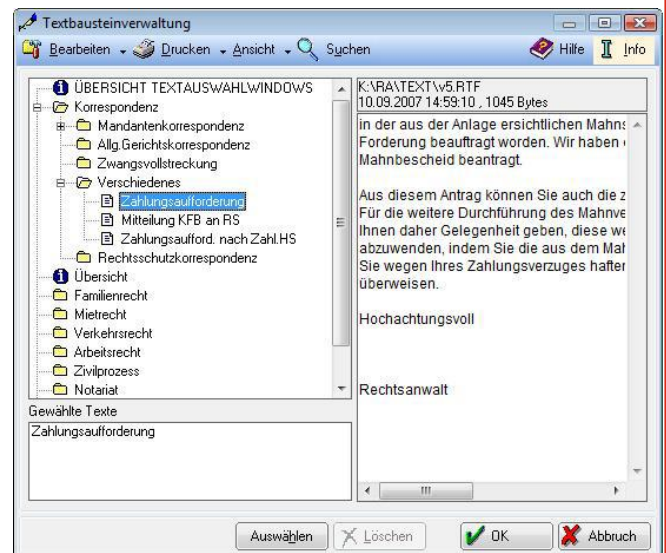 Textbausteinverwaltung
Bearbeiten Drucken Ansicht Suchen Hilfe Info
ÜBERSICHT TEXTAUSWAHLWINDOWS
Korrespondenz
Mandantenkorrespondenz
Allg.Gerichtskorrespondenz
Zwangsvollstreckung
Verschiedenes
Zahlungsaufforderung
Mitteilung KFB an RS
Zahlungsaufford. nach Zahl.HS
Rechtsschutzkorrespondenz
Übersicht
Familienrecht
Mietrecht
Verkehrsrecht
Arbeitsrecht
Zivilprozess
Notariat
Gewählte Texte
Zahlungsaufforderung
K:\RA\TEXT\v5.RTF
10.09.2007 14:59:10 , 1045 Bytes
in der aus der Anlage ersichtlichen Mahns
Forderung beauftragt worden. Wir haben
Mahnbescheid beantragt.
Aus diesem Antrag können Sie auch die z
Für die weitere Durchführung des Mahnve
Ihnen daher Gelegenheit geben, diese we
abzuwenden, indem Sie die aus dem Mah
Sie wegen Ihres Zahlungsverzuges haften
überweisen.
Hochachtungsvoll
Rechtsanwalt
Auswählen Löschen OK Abbruch